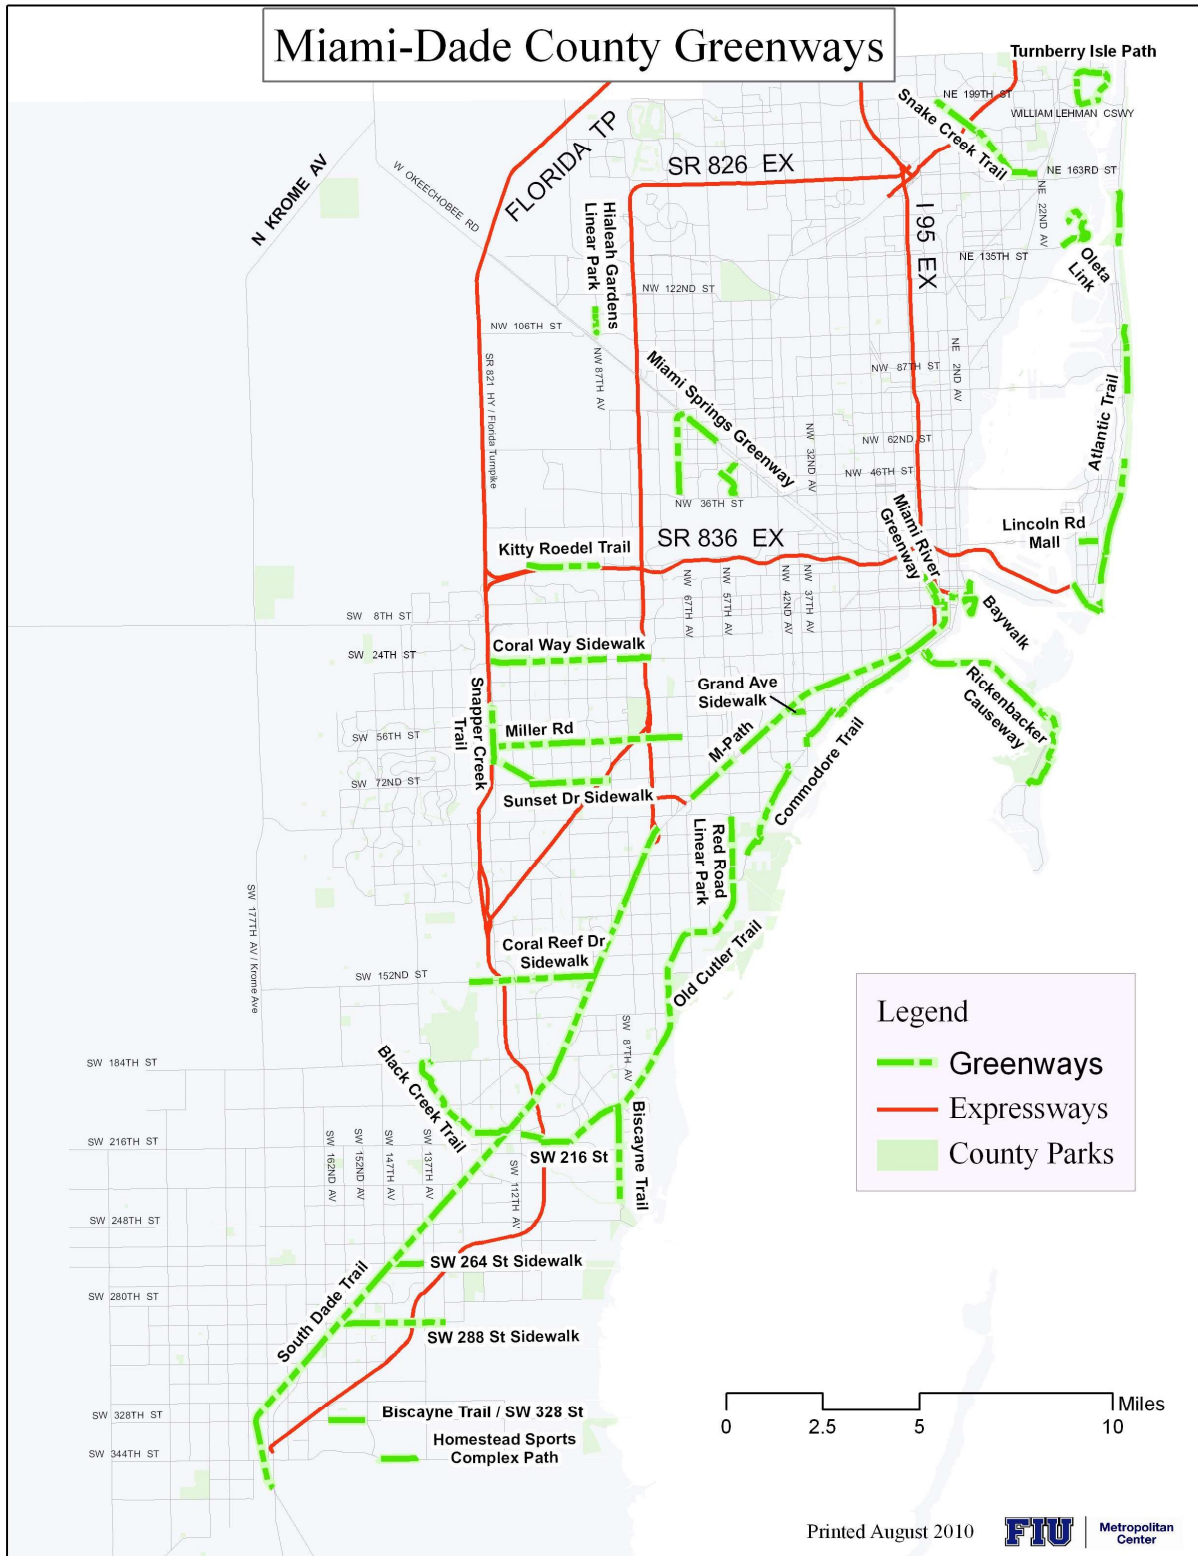 Miami-Dade County Greenways
Turnberry Isle Path
NE 199TH ST
WILLIAM LEHMAN CSWY
Snake Creek Trail
NE 163RD ST
NE 22ND AV
N KROME AV
W OKEECHOBEE RD
FLORIDA TP
SR 826 EX
I 95 EX
Hialeah Gardens
Linear Park
NE 135TH ST
Oleta
Link
NW 122ND ST
NW 106TH ST
NW 87TH AV
SR 821 HY / Florida Turnpike
NE 2ND AV
NW 87TH ST
Miami Springs Greenway
Atlantic Trail
NW 32ND AV
NW 62ND ST
NW 46TH ST
NW 36TH ST
Miami River
Greenway
Lincoln Rd
Mall
SR 836 EX
Kitty Roedel Trail
NW 67TH AV
NW 57TH AV
NW 42ND AV
NW 37TH AV
Baywalk
SW 8TH ST
Coral Way Sidewalk
SW 24TH ST
Snapper Creek
Trail
Grand Ave
Sidewalk
Rickenbacker
Causeway
Miller Rd
SW 56TH ST
M-Path
SW 72ND ST
Sunset Dr Sidewalk
Commodore Trail
Red Road
Linear Park
SW 177TH AV / Krome Ave
Coral Reef Dr
Sidewalk
SW 152ND ST
Old Cutler Trail
SW 87TH AV
SW 184TH ST
Black Creek Trail
Biscayne Trail
SW 216TH ST
SW 162ND AV
SW 152ND AV
SW 147TH AV
SW 137TH AV
SW 216 St
SW 112TH AV
SW 248TH ST
SW 264 St Sidewalk
South Dade Trail
SW 280TH ST
SW 288 St Sidewalk
SW 328TH ST
Biscayne Trail / SW 328 St
SW 344TH ST
Homestead Sports
Complex Path
Legend
Greenways
Expressways
County Parks
Miles
0 2.5 5 10
Printed August 2010
FIU
Metropolitan
Center